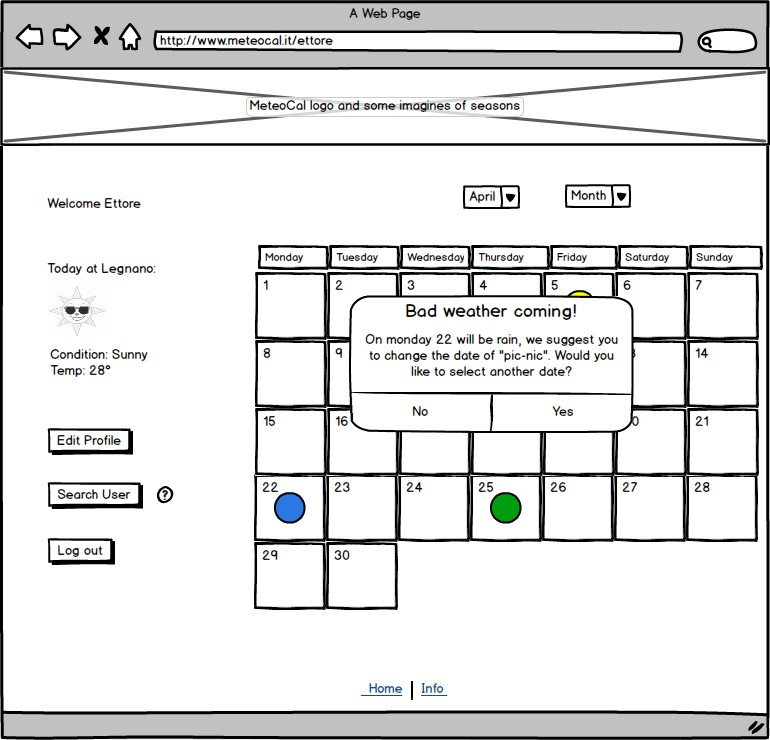 A Web Page
http://www.meteocal.it/ettore
MeteoCal logo and some imagines of seasons
Welcome Ettore
April
Month
Today at Legnano:
Condition: Sunny
Temp: 28°
Edit Profile
Search User
?
Log out
Monday Tuesday Wednesday Thursday Friday Saturday Sunday
1 2 3 4 5 6 7
Bad weather coming!
On monday 22 will be rain, we suggest you
to change the date of "pic-nic". Would you
like to select another date?
No Yes
8 9 14
15 16 21
22 23 24 25 26 27 28
29 30
Home Info